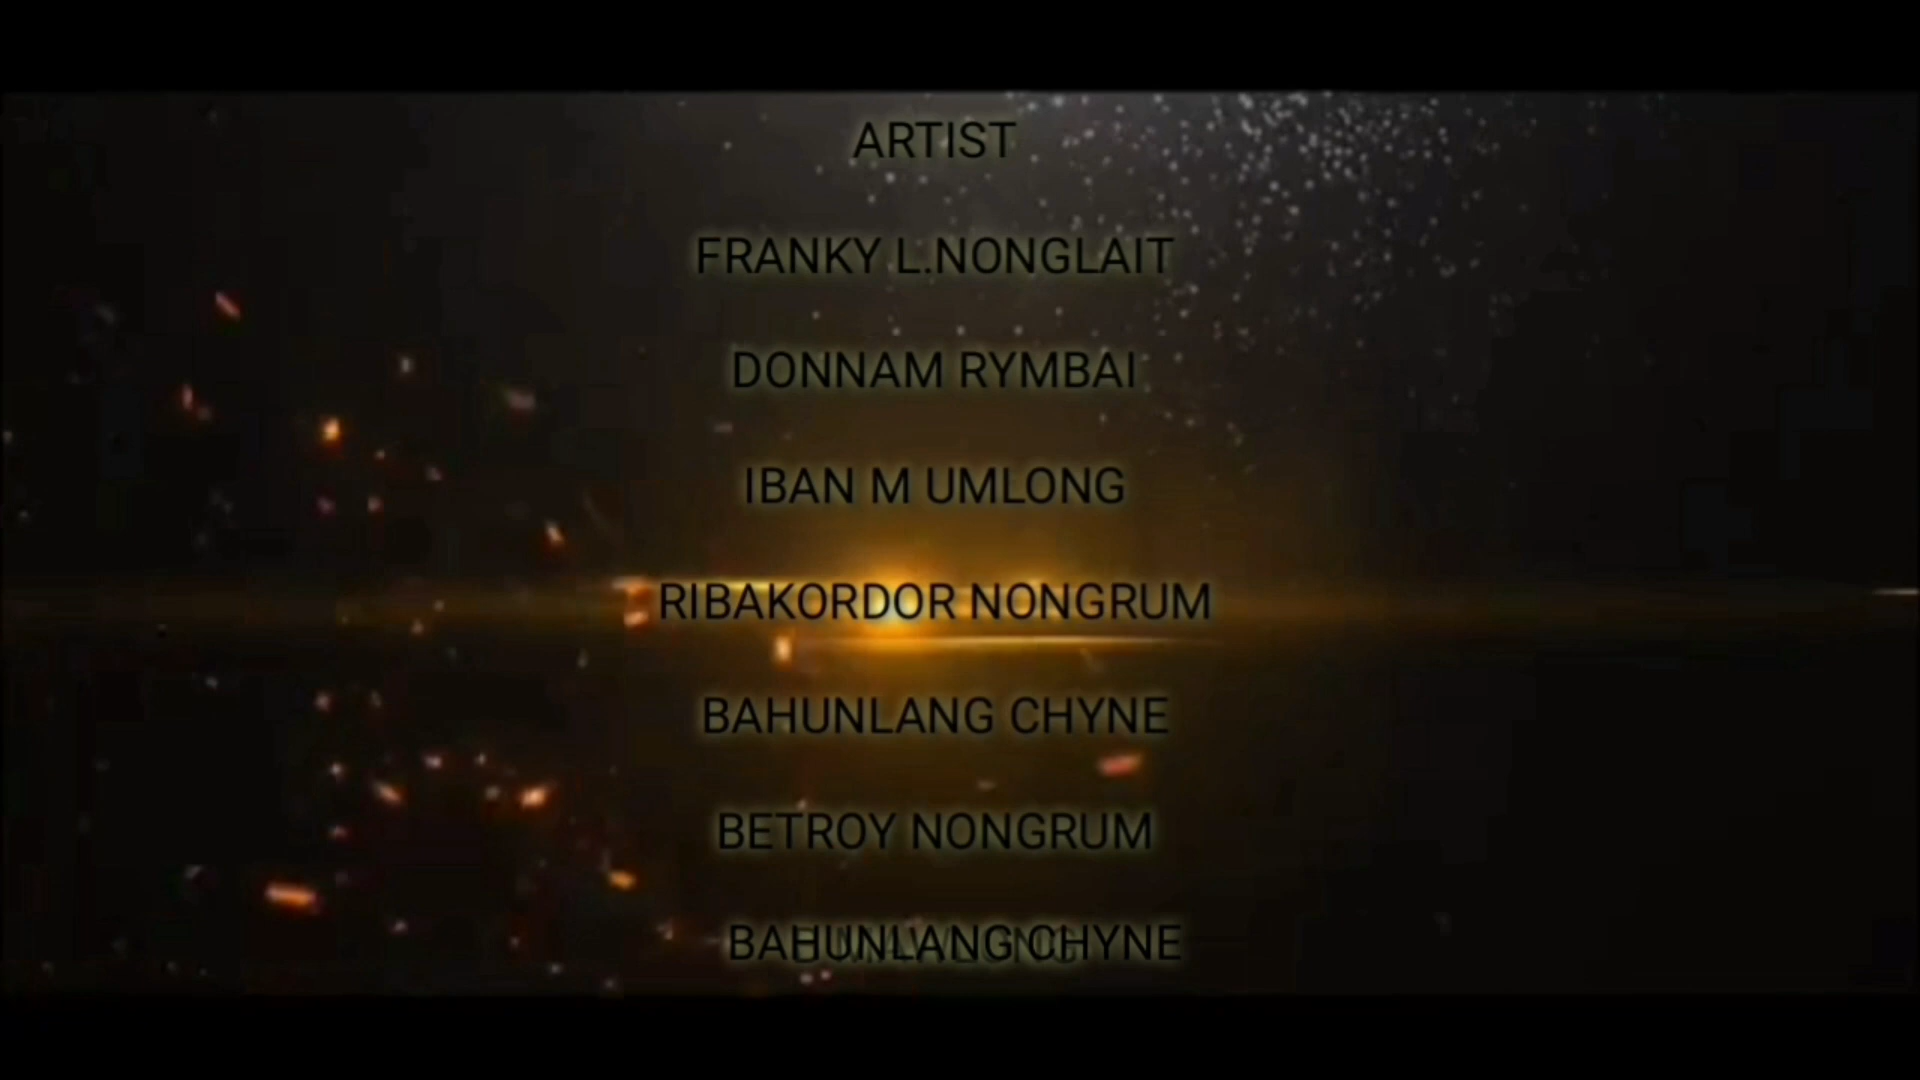 ARTIST
FRANKY L.NONGLAIT
DONNAM RYMBAI
IBAN M UMLONG
RIBAKORDOR NONGRUM
BAHUNLANG CHYNE
BETROY NONGRUM
BAHUNLANG CHYNE